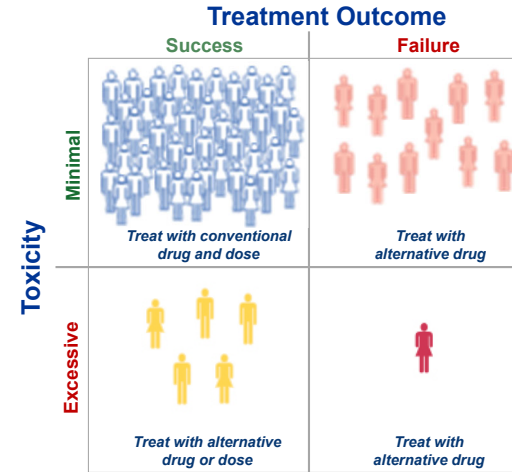 Treatment Outcome
Success
Failure
Toxicity
Minimal
Treat with conventional
drug and dose
Treat with
alternative drug
Excessive
Treat with alternative
drug or dose
Treat with
alternative drug